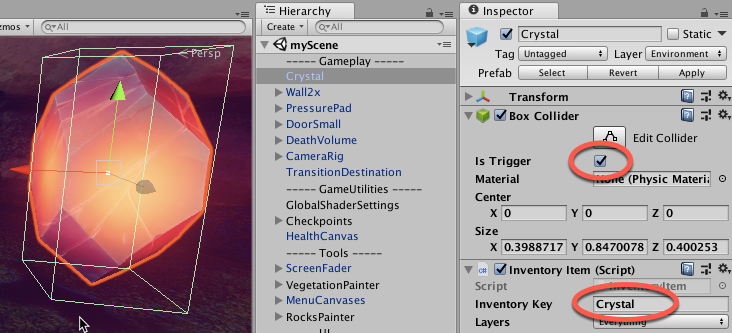 zmos
All
Persp
Hierarchy
Create
All
myScene
----- Gameplay -----
Crystal
Wall2x
PressurePad
DoorSmall
DeathVolume
CameraRig
TransitionDestination
----- GameUtilities -----
GlobalShaderSettings
Checkpoints
HealthCanvas
----- Tools -----
ScreenFader
VegetationPainter
MenuCanvases
RocksPainter
Inspector
Crystal Static
Tag Untagged Layer Environment
Prefab Select Revert Apply
Transform
Box Collider
Edit Collider
Is Trigger
Material None (Physic Materia
Center
X 0 Y 0 Z 0
Size
X 0.3988717 Y 0.8470078 Z 0.400253
Inventory Item (Script)
Script InventoryItem
Inventory Key Crystal
Layers Everything